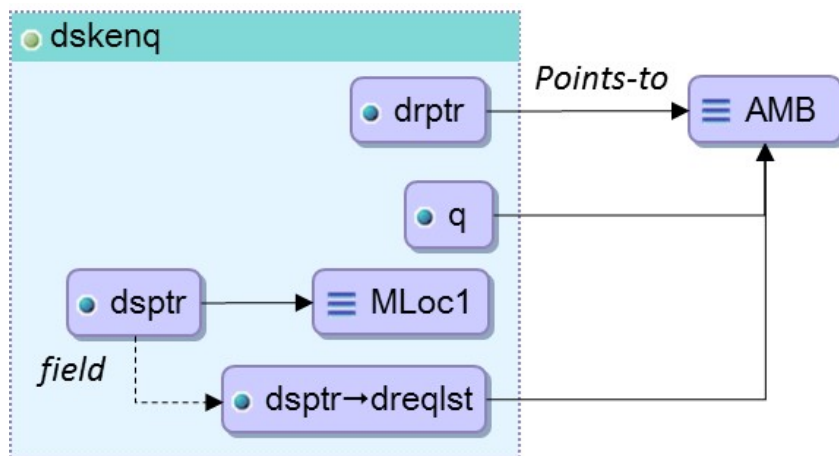 dskenq
Points-to
drptr
AMB
q
dsptr
MLoc1
field
dsptr→dreqlst